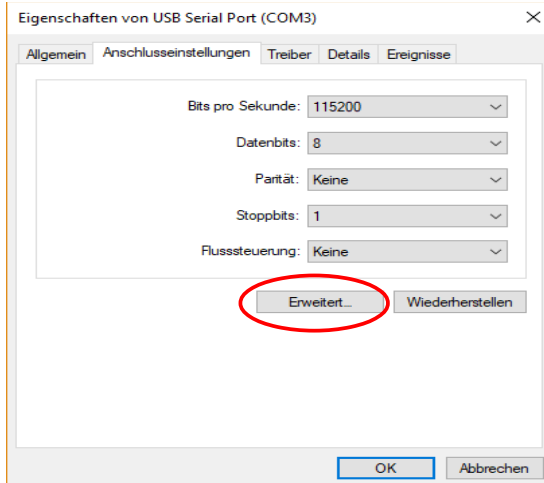 Eigenschaften von USB Serial Port (COM3)
Allgemein Anschlusseinstellungen Treiber Details Ereignisse
Bits pro Sekunde: 115200
Datenbits: 8
Parität: Keine
Stoppbits: 1
Flusssteuerung: Keine
Erweitert... Wiederherstellen
OK Abbrechen